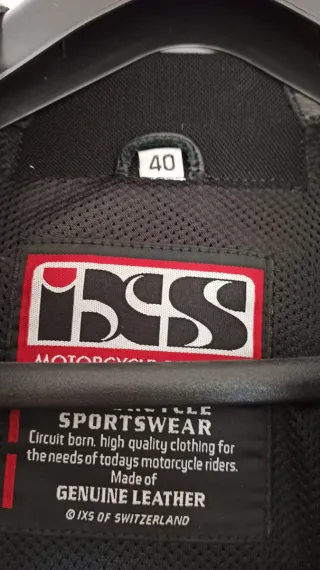 40
iXS
MOTORCYCLE
SPORTSWEAR
Circuit born. high quality clothing for
the needs of todays motorcycle riders.
Made of
GENUINE LEATHER
© IXS OF SWITZERLAND